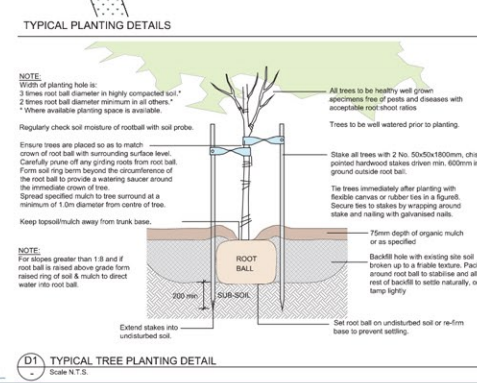 TYPICAL PLANTING DETAILS
NOTE:
Width of planting hole is:
3 times root ball diameter in highly compacted soil.*
2 times root ball diameter minimum in all others.*
* Where available planting space is available.
Regularly check soil moisture of rootball with soil probe.
Ensure trees are placed so as to match
crown of root ball with surrounding surface level.
Carefully prune off any girding roots from root ball.
Form soil ring berm beyond the circumference of
the root ball to provide a watering saucer around
the immediate crown of tree.
Spread specified mulch to tree surround at a
minimum of 1.0m diameter from centre of tree.
Keep topsoil/mulch away from trunk base.
NOTE:
For slopes greater than 1:8 and if
root ball is raised above grade form
raised ring of soil & mulch to direct
water into root ball.
200 min
SUB-SOIL
ROOT
BALL
Extend stakes into
undisturbed soil.
All trees to be healthy well grown
specimens free of pests and diseases with
acceptable root:shoot ratios
Trees to be well watered prior to planting.
Stake all trees with 2 No. 50x50x1800mm, chis
pointed hardwood stakes driven min. 600mm i
ground outside root ball.
Tie trees immediately after planting with
flexible canvas or rubber ties in a figure8.
Secure ties to stakes by wrapping around
stake and nailing with galvanised nails.
75mm depth of organic mulch
or as specified
Backfill hole with existing site soil
broken up to a friable texture. Pac
around root ball to stabilise and all
rest of backfill to settle naturally, o
tamp lightly
Set root ball on undisturbed soil or re-firm
base to prevent settling.
D1
-
TYPICAL TREE PLANTING DETAIL
Scale N.T.S.